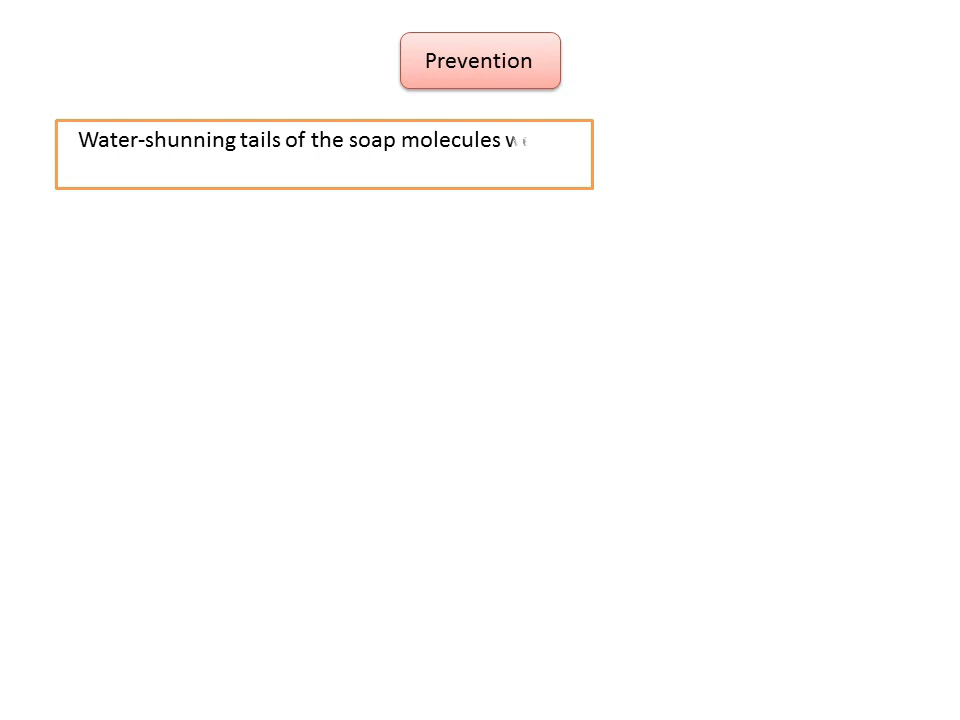 Prevention
Water-shunning tails of the soap molecules